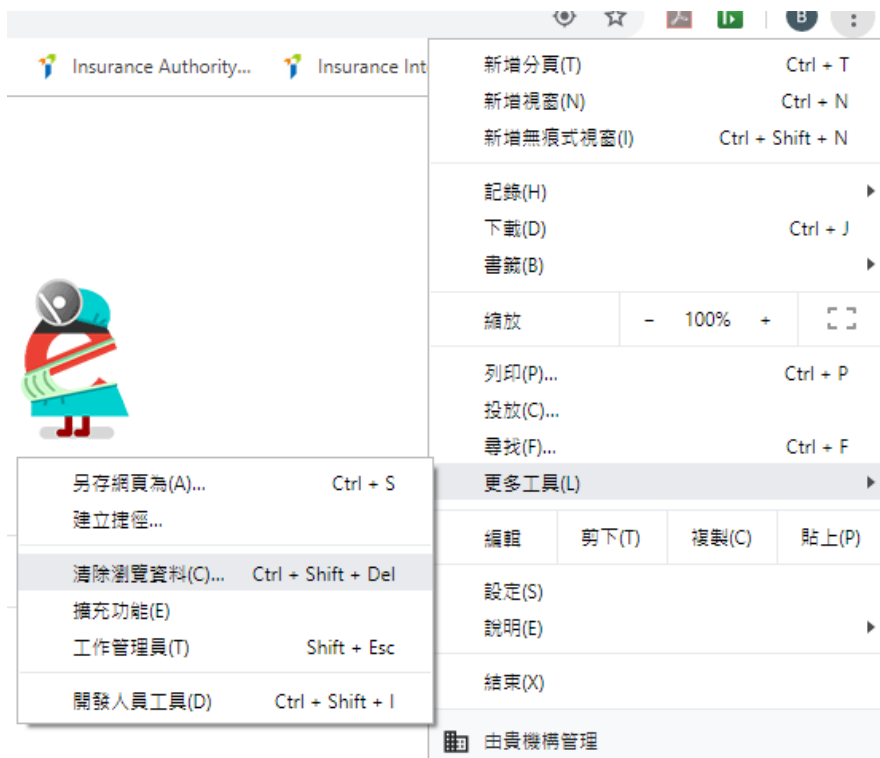 B
Insurance Authority... Insurance Int
新增分頁(T) Ctrl + T
新增視窗(N) Ctrl + N
新增無痕式視窗(I) Ctrl + Shift + N
記錄(H)
下載(D) Ctrl + J
書籤(B)
縮放 - 100% +
列印(P)... Ctrl + P
投放(C)...
尋找(F)... Ctrl + F
更多工具(L)
編輯 剪下(T) 複製(C) 貼上(P)
設定(S)
說明(E)
結束(X)
由貴機構管理
另存網頁為(A)... Ctrl + S
建立捷徑...
清除瀏覽資料(C)... Ctrl + Shift + Del
擴充功能(E)
工作管理員(T) Shift + Esc
開發人員工具(D) Ctrl + Shift + I